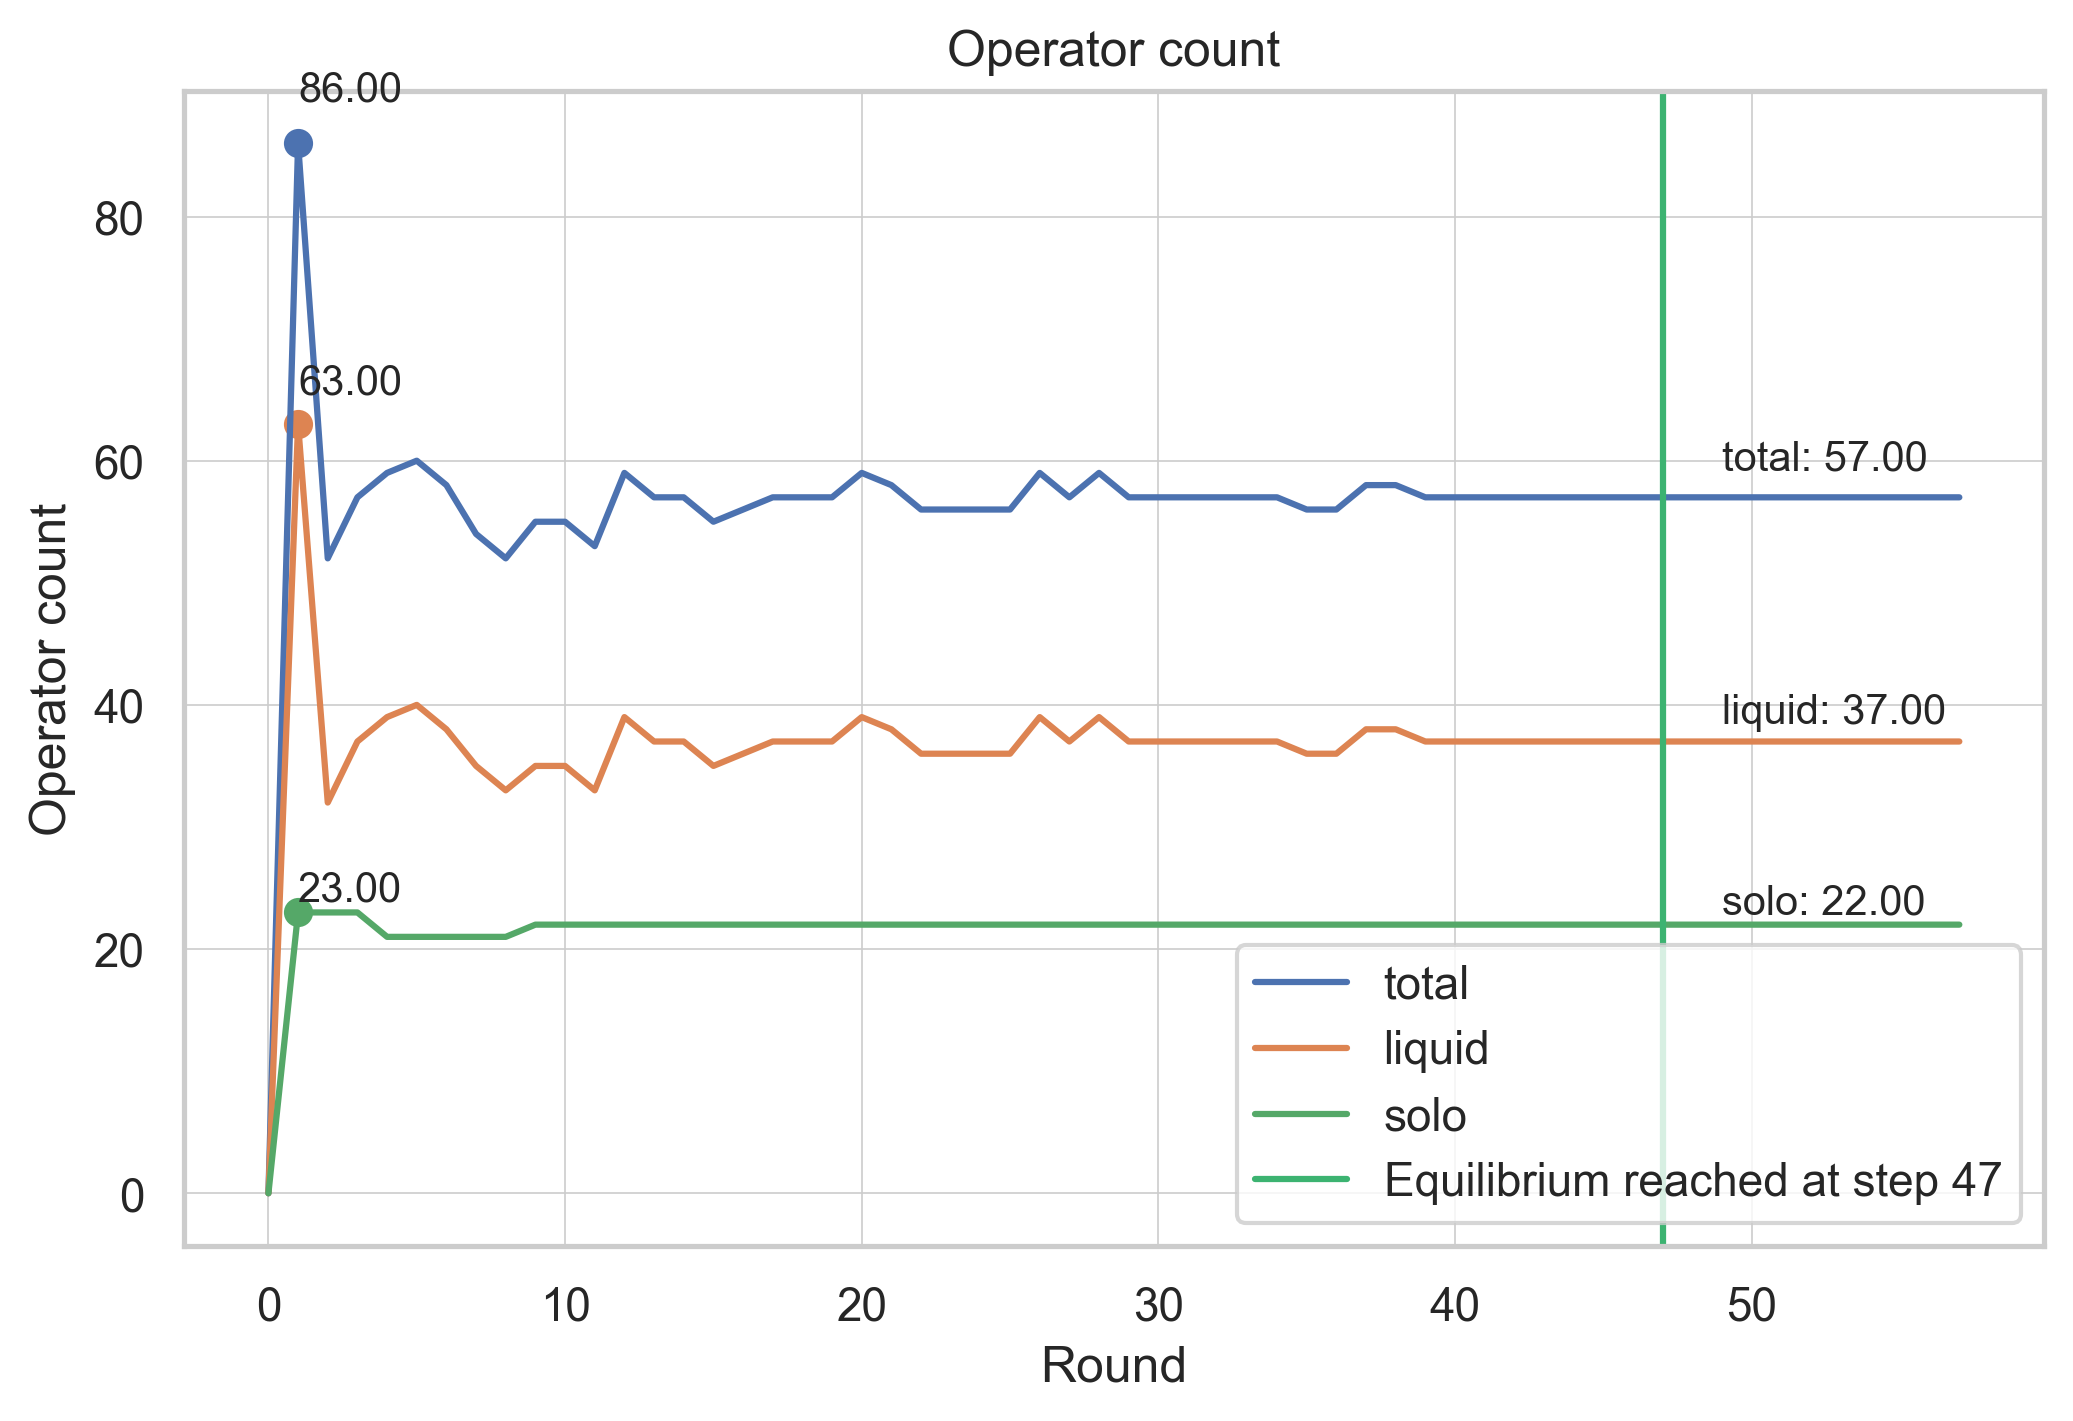 Operator count
86.00
80
63.00
60
total: 57.00
40
liquid: 37.00
23.00
solo: 22.00
20
0
Operator count
total
liquid
solo
Equilibrium reached at step 47
0 10 20 30 40 50
Round